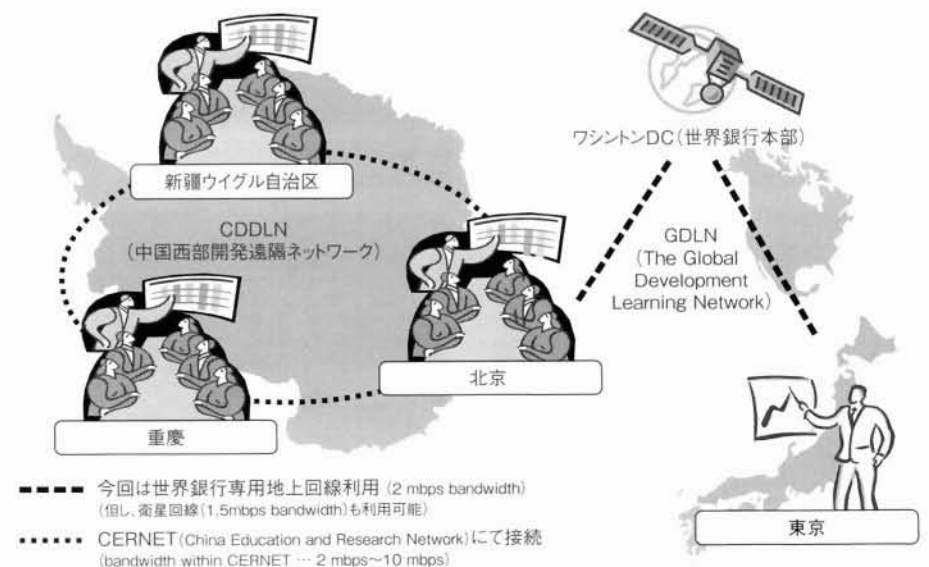 新疆ウイグル自治区
CDDLN
(中国西部開発遠隔ネットワーク)
北京
重慶
ワシントンDC(世界銀行本部)
GDLN
(The Global
Development
Learning Network)
東京
今回は世界銀行専用地上回線利用 (2 mbps bandwidth)
(但し、衛星回線(1.5mbps bandwidth)も利用可能)
CERNET(China Education and Research Network)にて接続
(bandwidth within CERNET … 2 mbps〜10 mbps)